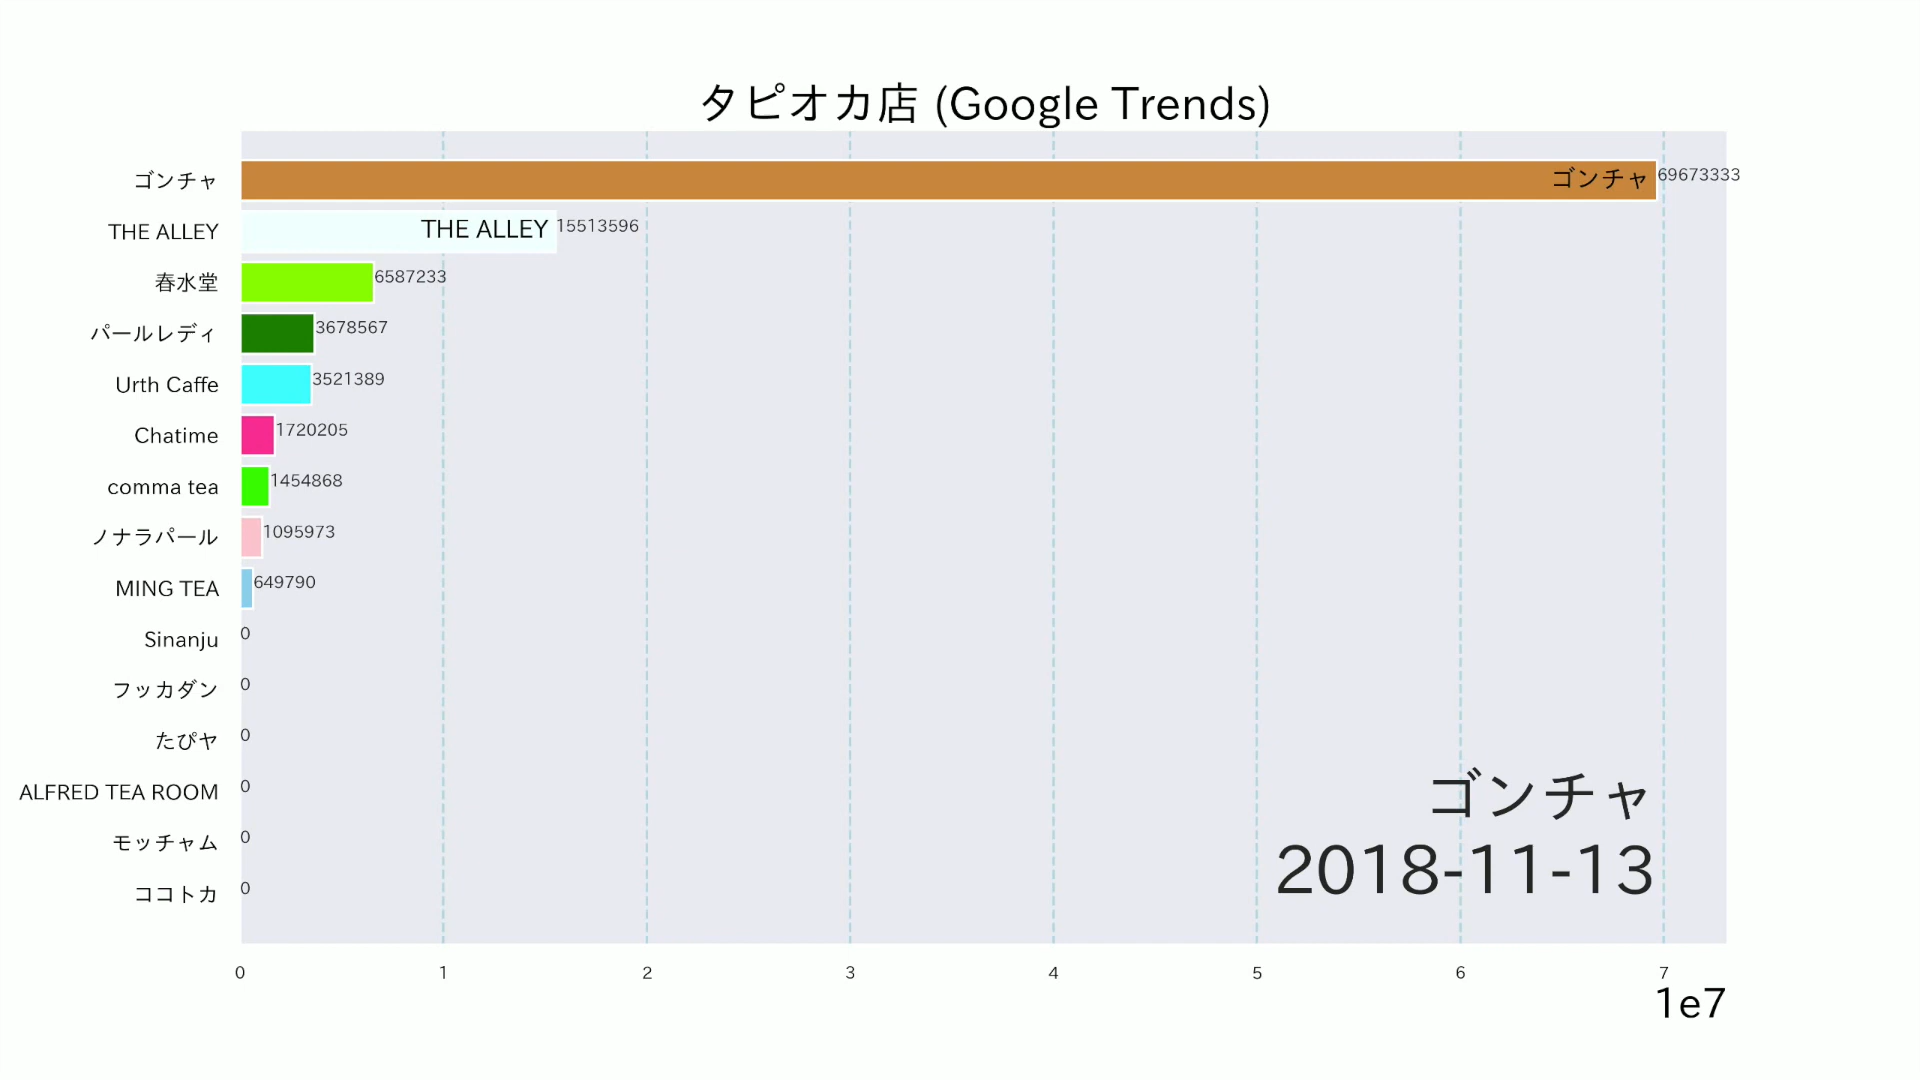 タピオカ店 (Google Trends)
ゴンチャ ゴンチャ 69673333
THE ALLEY THE ALLEY 15513596
春水堂 6587233
パールレディ 3678567
Urth Caffe 3521389
Chatime 1720205
comma tea 1454868
ノナラパール 1095973
MING TEA 649790
Sinanju 0
フッカダン 0
たぴヤ 0
ALFRED TEA ROOM 0
モッチャム 0
ココトカ 0
ゴンチャ
2018-11-13
0 1 2 3 4 5 6 7
1e7